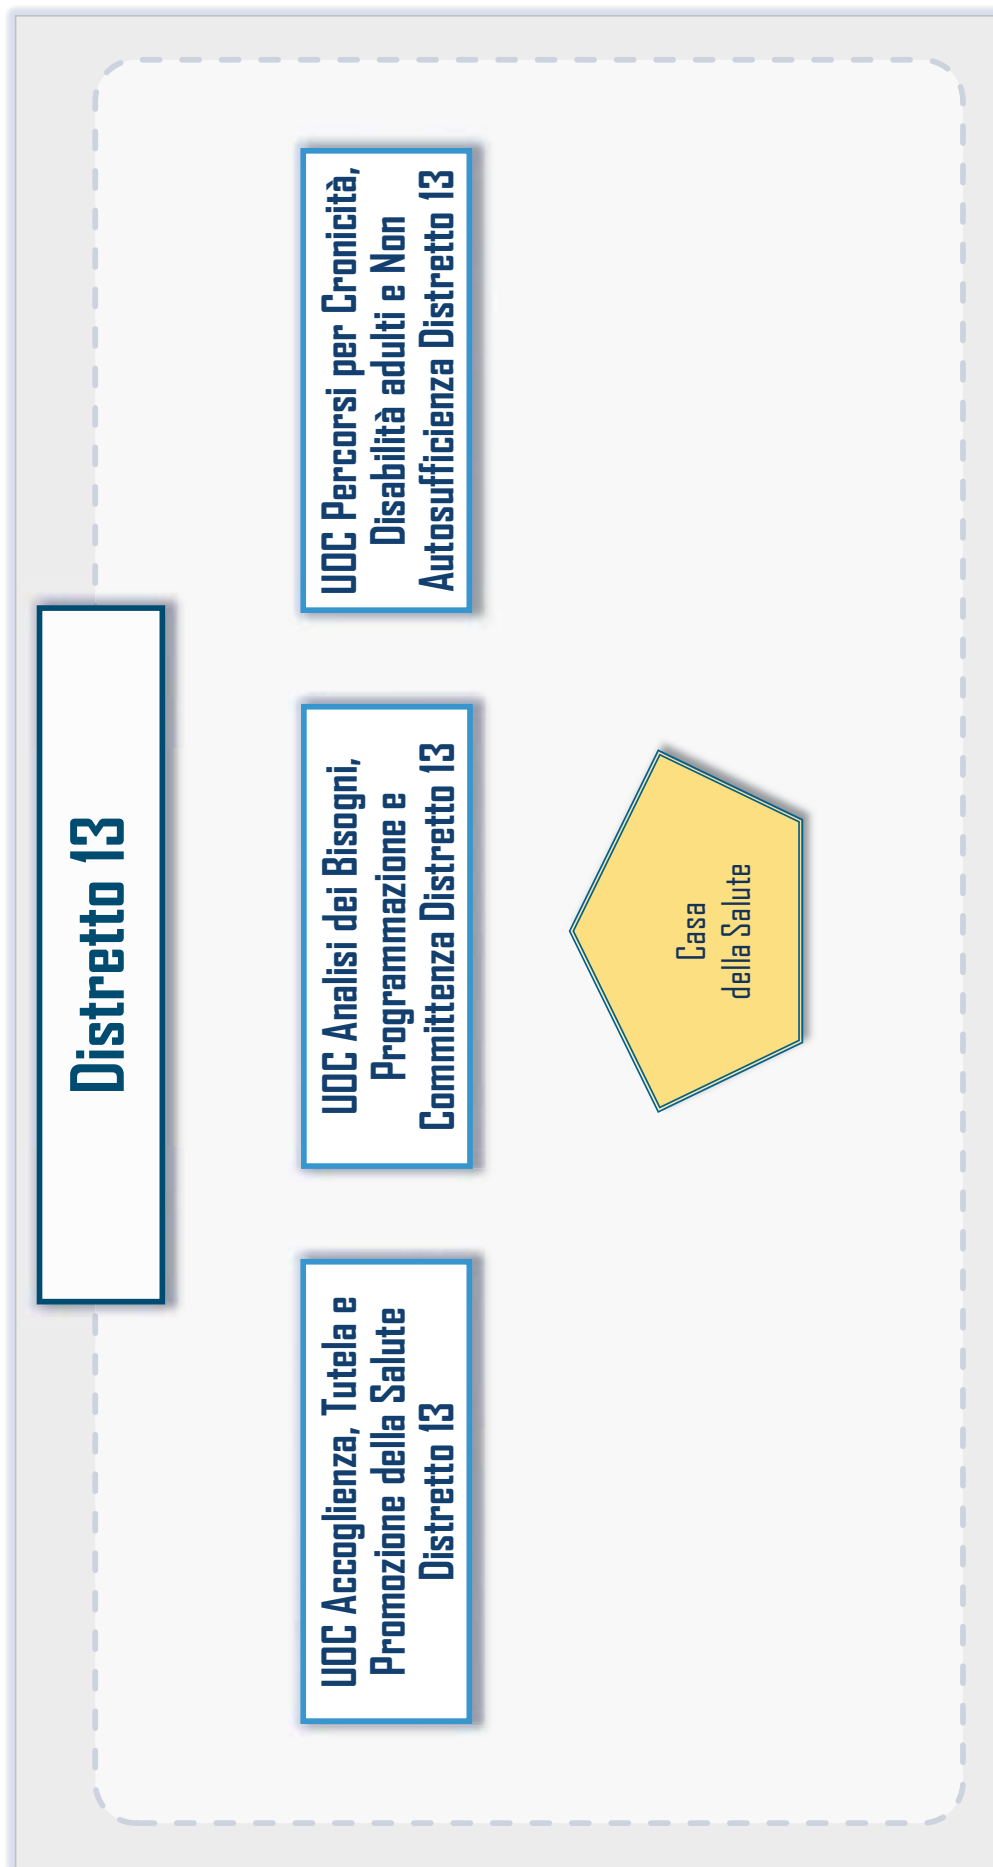 Distretto 13
UOC Accoglienza, Tutela e
Promozione della Salute
Distretto 13
UOC Analisi dei Bisogni,
Programmazione e
Committenza Distretto 13
UOC Percorsi per Cronicità,
Disabilità adulti e Non
Autosufficienza Distretto 13
Casa
della Salute